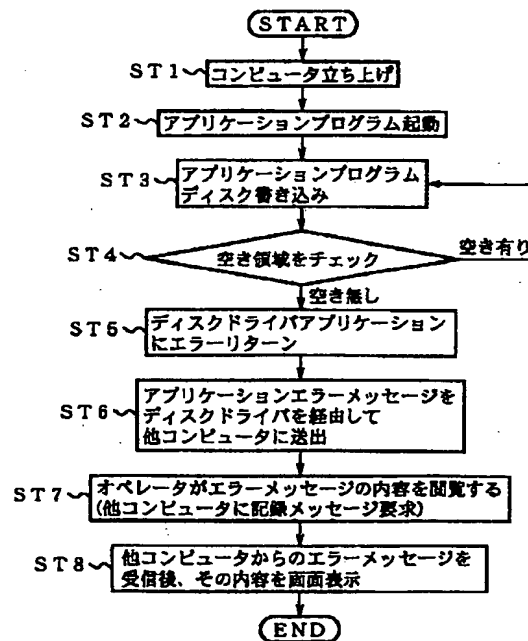 START
ST1 コンピュータ立ち上げ
ST2 アプリケーションプログラム起動
ST3 アプリケーションプログラム
ディスク書き込み
ST4 空き領域をチェック 空き有り
空き無し
ST5 ディスクドライバアプリケーション
にエラーリターン
ST6 アプリケーションエラーメッセージを
ディスクドライバを経由して
他コンピュータに送出
ST7 オペレータがエラーメッセージの内容を閲覧する
(他コンピュータに記録メッセージ要求)
ST8 他コンピュータからのエラーメッセージを
受信後、その内容を画面表示
END